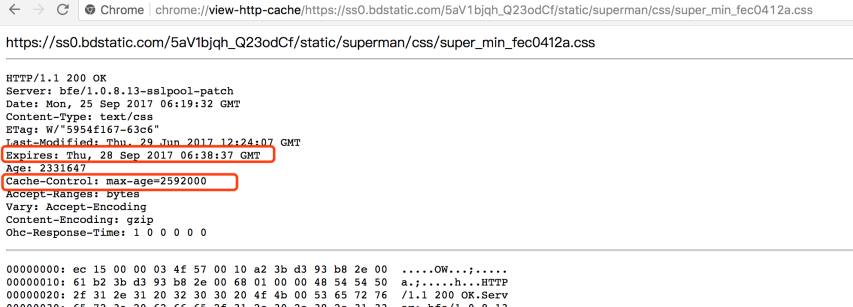 Chrome chrome://view-http-cache/https://ss0.bdstatic.com/5aV1bjqh_Q23odCf/static/superman/css/super_min_fec0412a.css
https://ss0.bdstatic.com/5aV1bjqh_Q23odCf/static/superman/css/super_min_fec0412a.css
HTTP/1.1 200 OK
Server: bfe/1.0.8.13-sslpool-patch
Date: Mon, 25 Sep 2017 06:19:32 GMT
Content-Type: text/css
ETag: W/"5954f167-63c6"
Last-Modified: Thu, 29 Jun 2017 12:24:07 GMT
Expires: Thu, 28 Sep 2017 06:38:37 GMT
Age: 2331647
Cache-Control: max-age=2592000
Accept-Ranges: bytes
Vary: Accept-Encoding
Content-Encoding: gzip
Ohc-Response-Time: 1 0 0 0 0 0
00000000: ec 15 00 00 03 4f 57 00 10 a2 3b d3 93 b8 2e 00 .....OW...;.....
00000010: 61 b2 3b d3 93 b8 2e 00 68 01 00 00 48 54 54 50 a.;.....h...HTTP
00000020: 2f 31 2e 31 20 32 30 30 20 4f 4b 00 53 65 72 76 /1.1 200 OK.Serv